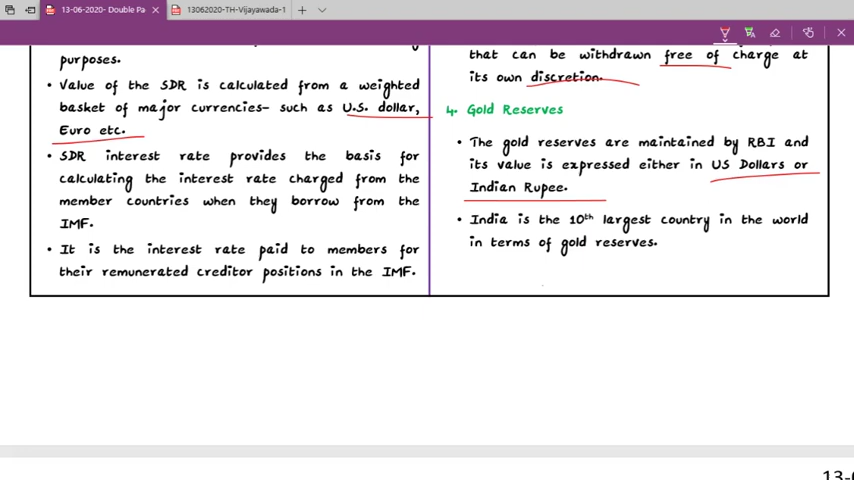 13-06-2020- Double Pa
13062020-TH-Vijayawada-1
purposes.
• Value of the SDR is calculated from a weighted
basket of major currencies- such as U.S. dollar,
Euro etc.
• SDR interest rate provides the basis for
calculating the interest rate charged from the
member countries when they borrow from the
IMF.
• It is the interest rate paid to members for
their remunerated creditor positions in the IMF.
that can be withdrawn free of charge at
its own discretion.
4. Gold Reserves
• The gold reserves are maintained by RBI and
its value is expressed either in US Dollars or
Indian Rupee.
• India is the 10th largest country in the world
in terms of gold reserves.